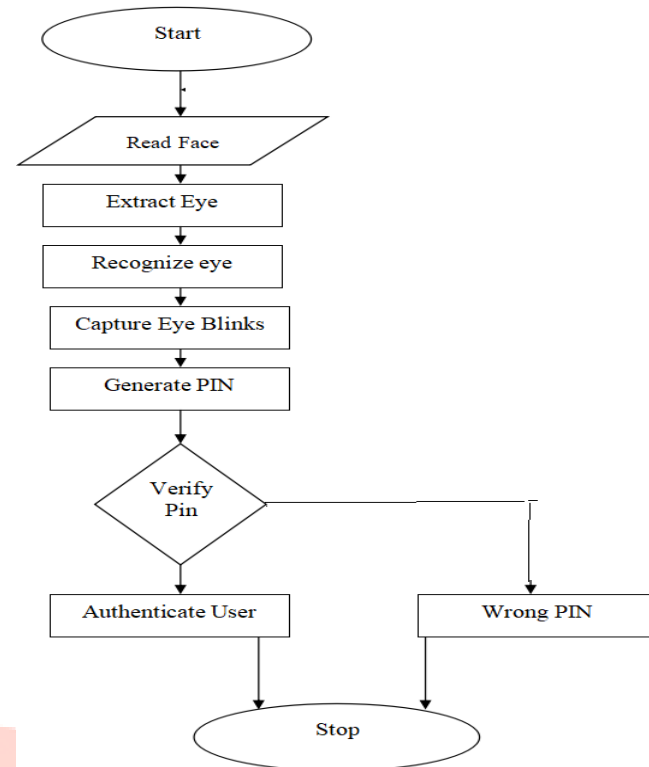 Start
Read Face
Extract Eye
Recognize eye
Capture Eye Blinks
Generate PIN
Verify
Pin
Authenticate User
Wrong PIN
Stop